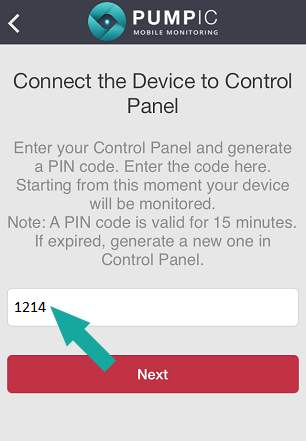 PUMPIC
MOBILE MONITORING
Connect the Device to Control
Panel
Enter your Control Panel and generate
a PIN code. Enter the code here.
Starting from this moment your device
will be monitored.
Note: A PIN code is valid for 15 minutes.
If expired, generate a new one in
Control Panel.
1214
Next